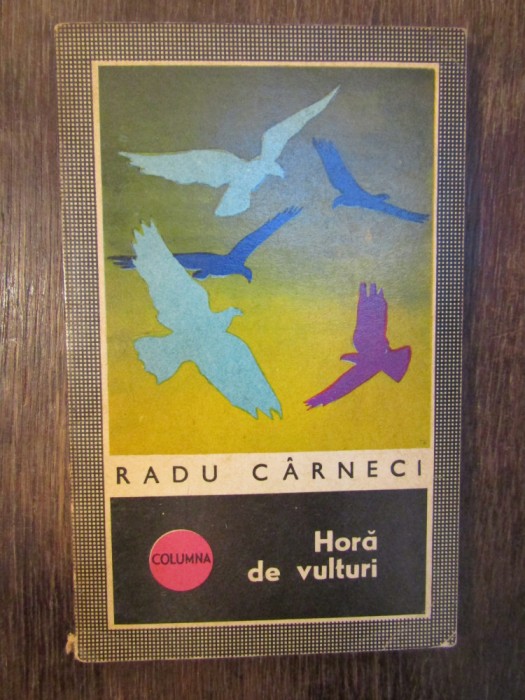 RADU CÂRNECI
COLUMNA
Horă
de vulturi